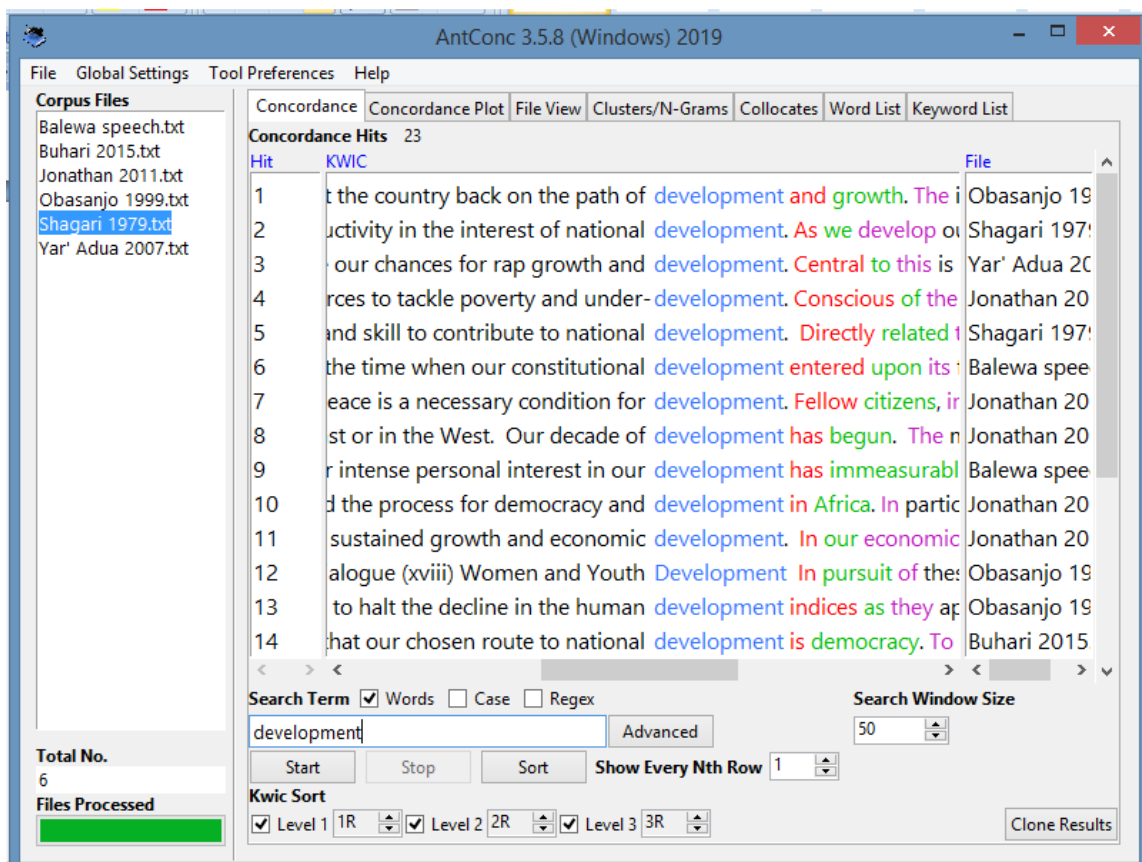 AntConc 3.5.8 (Windows) 2019
File Global Settings Tool Preferences Help
Corpus Files
Balewa speech.txt
Buhari 2015.txt
Jonathan 2011.txt
Obasanjo 1999.txt
Shagari 1979.txt
Yar' Adua 2007.txt
Total No.
6
Files Processed
Concordance Concordance Plot File View Clusters/N-Grams Collocates Word List Keyword List
Concordance Hits 23
Hit KWIC File
1 t the country back on the path of development and growth. The i Obasanjo 19
2 uctivity in the interest of national development. As we develop ou Shagari 197
3 our chances for rap growth and development. Central to this is Yar' Adua 20
4 rces to tackle poverty and under-development. Conscious of the Jonathan 20
5 and skill to contribute to national development. Directly related t Shagari 197
6 the time when our constitutional development entered upon its Balewa spee
7 eace is a necessary condition for development. Fellow citizens, in Jonathan 20
8 st or in the West. Our decade of development has begun. The Jonathan 20
9 r intense personal interest in our development has immeasurabl Balewa spee
10 d the process for democracy and development in Africa. In partic Jonathan 20
11 sustained growth and economic development. In our economic Jonathan 20
12 alogue (xviii) Women and Youth Development In pursuit of thes Obasanjo 19
13 to halt the decline in the human development indices as they ap Obasanjo 19
14 that our chosen route to national development is democracy. To Buhari 2015
Search Term Words Case Regex Search Window Size
development Advanced 50
Start Stop Sort Show Every Nth Row 1
Kwic Sort
Level 1 1R Level 2 2R Level 3 3R Clone Results